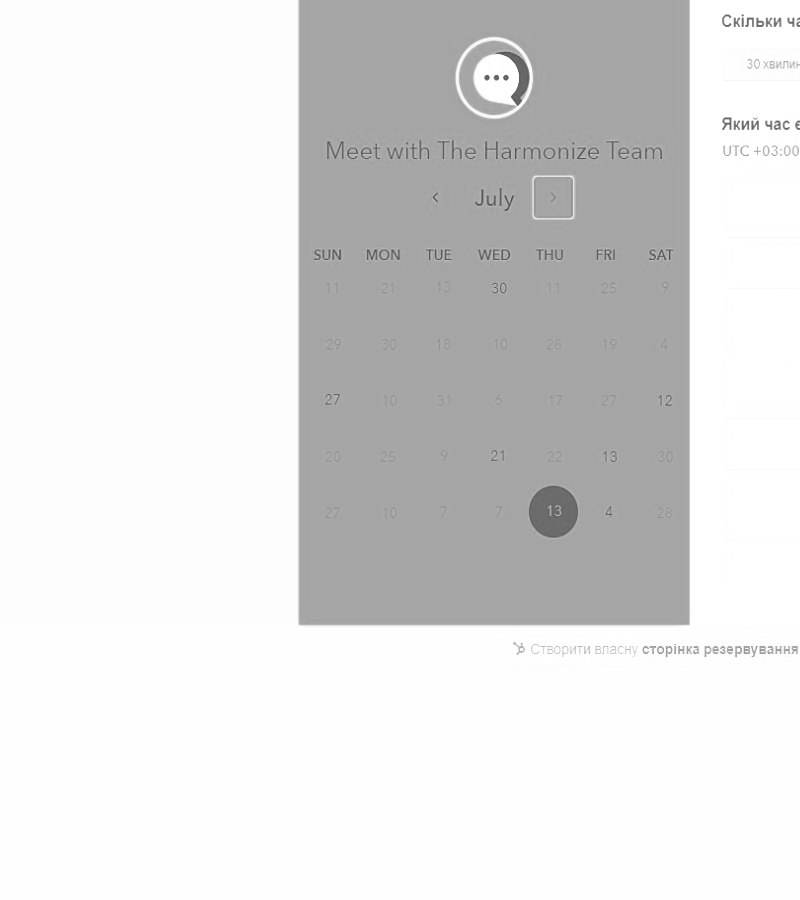 Meet with The Harmonize Team
July
SUN MON TUE WED THU FRI SAT
11 21 13 30 11 25 9
29 30 18 10 28 19 4
27 10 31 6 17 27 12
20 25 9 21 22 13 30
27 10 7 7 13 4 28
Скільки ча
30 хвилин
Який час є
UTC +03:00
Створити власну сторінка резервування